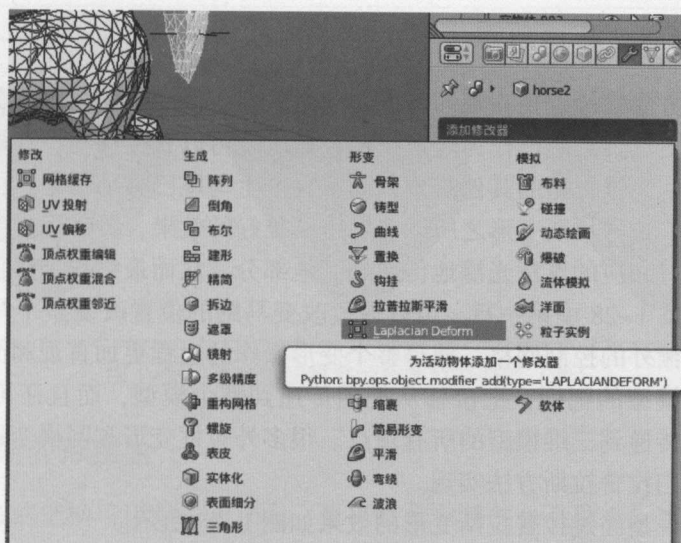 horse2
添加修改器
修改
网格缓存
UV 投射
UV 偏移
顶点权重编辑
顶点权重混合
顶点权重邻近
生成
阵列
倒角
布尔
建形
精简
拆边
遮罩
镜射
多级精度
重构网格
螺旋
表皮
实体化
表面细分
三角形
形变
骨架
铸型
曲线
置换
钩挂
拉普拉斯平滑
Laplacian Deform
缩裹
简易形变
平滑
弯绕
波浪
模拟
布料
碰撞
动态绘画
爆破
流体模拟
洋面
粒子实例
软体
为活动物体添加一个修改器
Python: bpy.ops.object.modifier_add(type='LAPLACIANDEFORM')